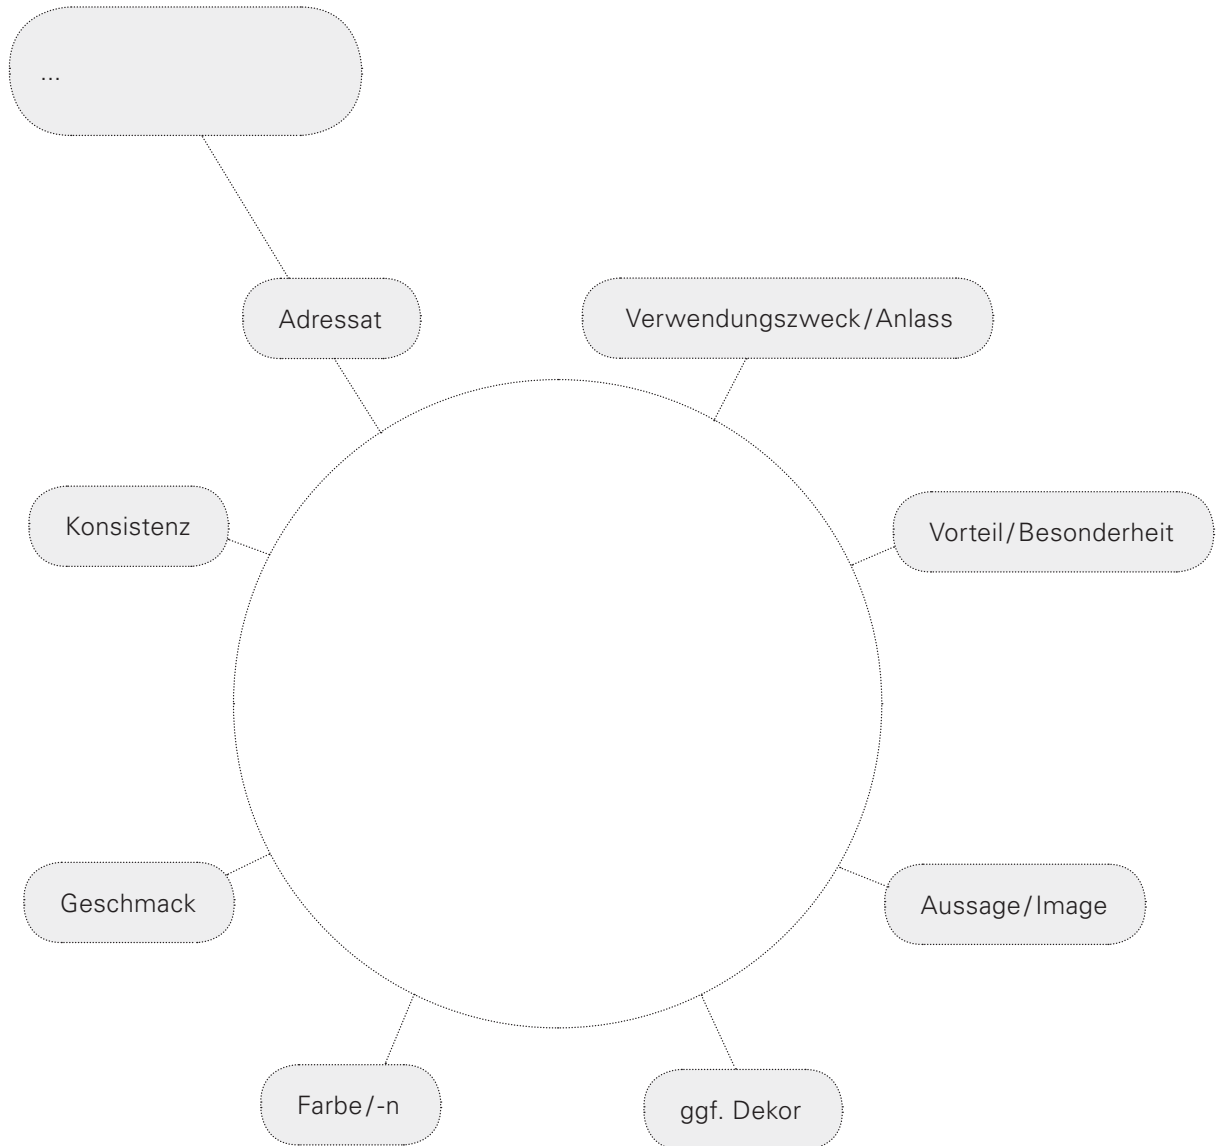 ...
Adressat
Verwendungszweck/Anlass
Konsistenz
Vorteil/Besonderheit
Geschmack
Aussage/Image
Farbe/-n
ggf. Dekor